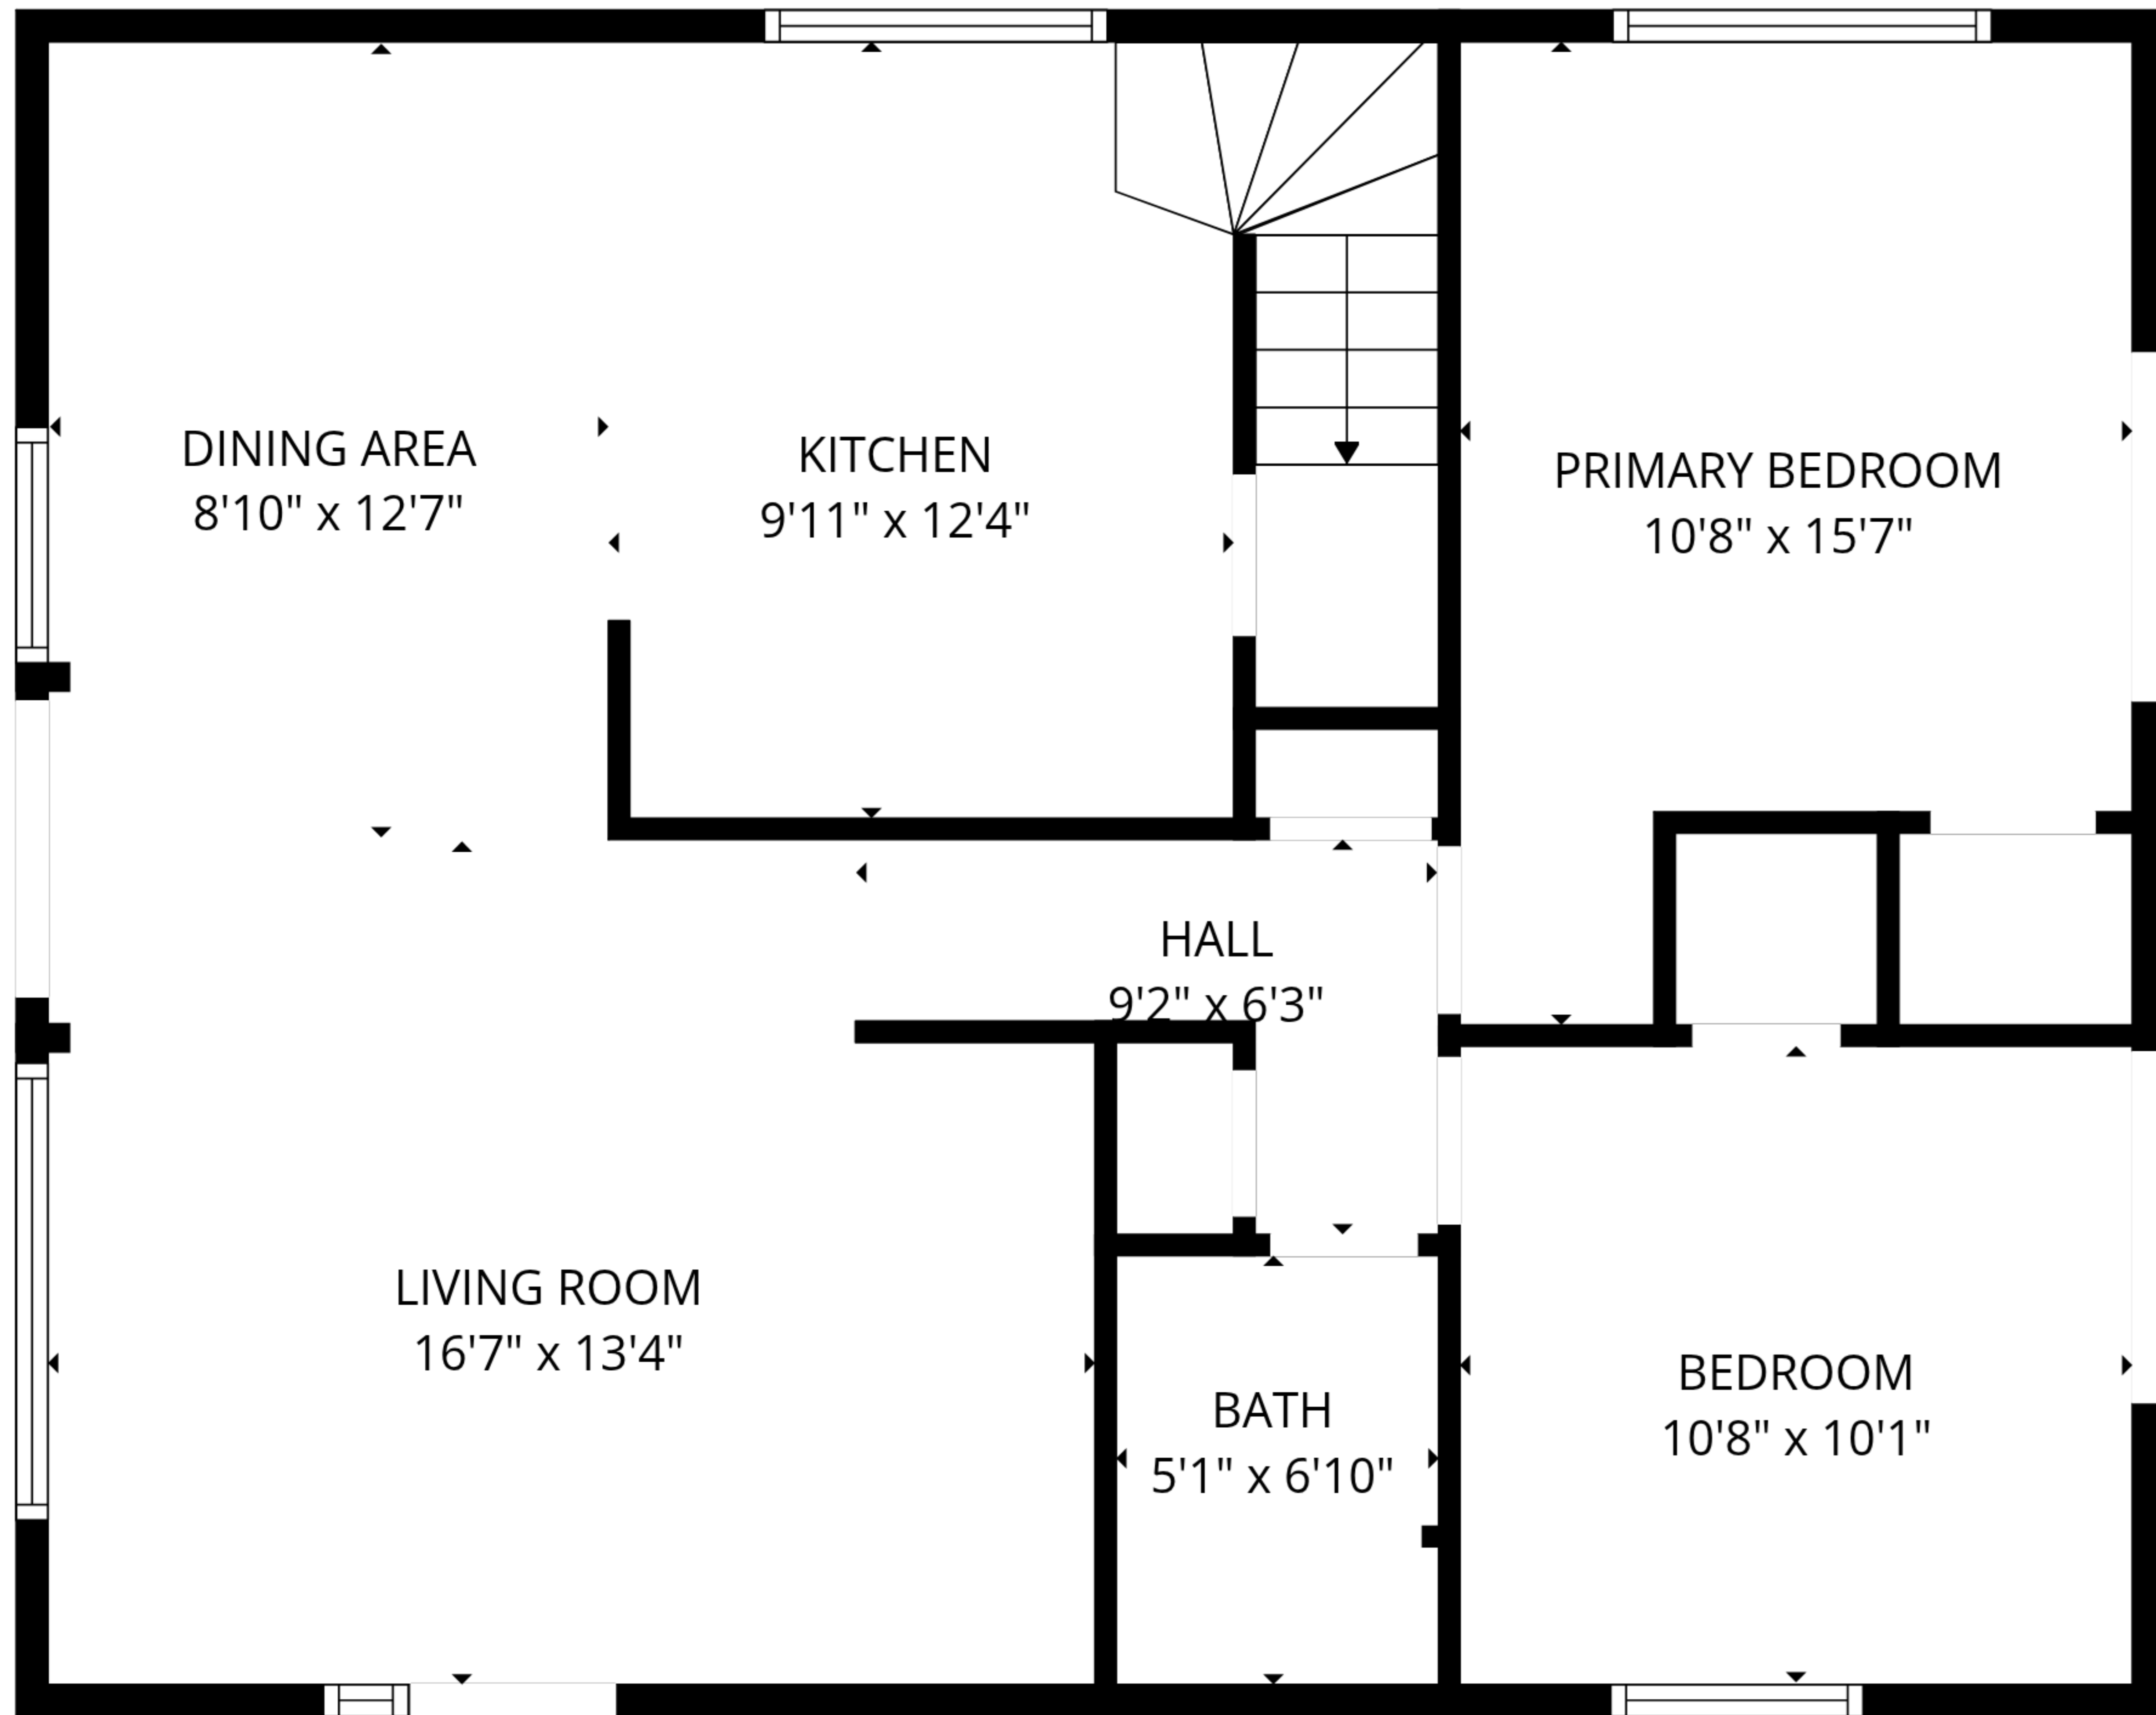 DINING AREA
8'10" x 12'7"
KITCHEN
9'11" x 12'4"
PRIMARY BEDROOM
10'8" x 15'7"
HALL
9'2" x 6'3"
LIVING ROOM
16'7" x 13'4"
BATH
5'1" x 6'10"
BEDROOM
10'8" x 10'1"